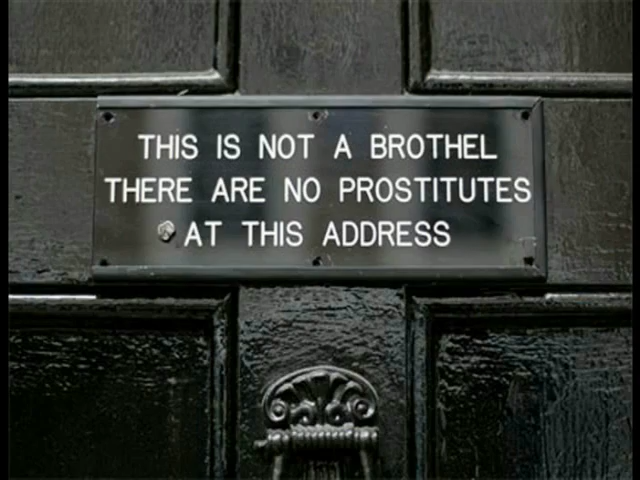 THIS IS NOT A BROTHEL
THERE ARE NO PROSTITUTES
AT THIS ADDRESS